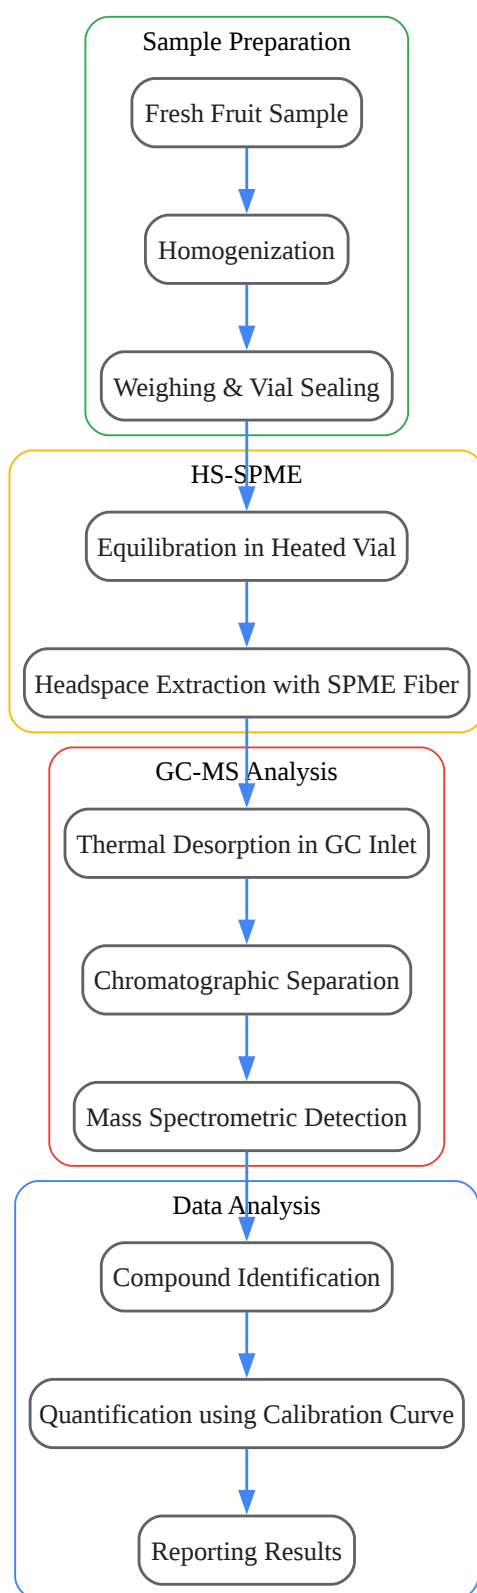 Sample Preparation
Fresh Fruit Sample
Homogenization
Weighing & Vial Sealing
HS-SPME
Equilibration in Heated Vial
Headspace Extraction with SPME Fiber
GC-MS Analysis
Thermal Desorption in GC Inlet
Chromatographic Separation
Mass Spectrometric Detection
Data Analysis
Compound Identification
Quantification using Calibration Curve
Reporting Results